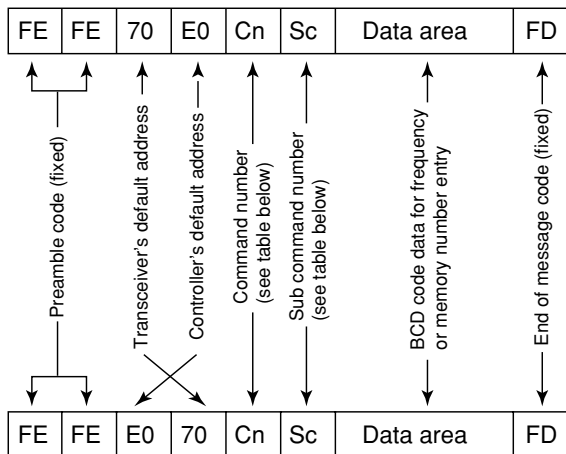 FE FE 70 E0 Cn Sc Data area FD
Preamble code (fixed)
Transceiver's default address
Controller's default address
Command number
(see table below)
Sub command number
(see table below)
BCD code data for frequency
or memory number entry
End of message code (fixed)
FE FE E0 70 Cn Sc Data area FD